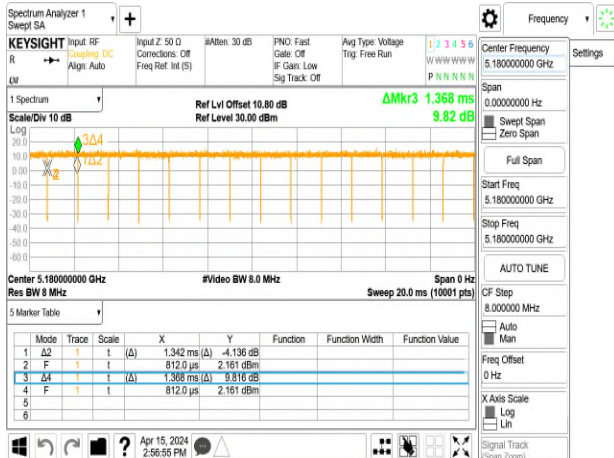 Spectrum Analyzer 1
Swept SA
+
Frequency
KEYSIGHT Input: RF
Coupling: DC
Align: Auto
R
Input Z: 50 Ω
Corrections: Off
Freq Ref: Int (S)
#Atten: 30 dB
PNO: Fast
Gate: Off
IF Gain: Low
Sig Track: Off
Avg Type: Voltage
Trig: Free Run
1 2 3 4 5 6
W W W W W W
P N N N N N
LXI
1 Spectrum
Scale/Div 10 dB
Ref Lvl Offset 10.80 dB
Ref Level 30.00 dBm
ΔMkr3 1.368 ms
9.82 dB
Log
20.0
10.0
0.00
-10.0
-20.0
-30.0
-40.0
-50.0
-60.0
3Δ4
1Δ2
Center 5.180000000 GHz
Res BW 8 MHz
#Video BW 8.0 MHz
Span 0 Hz
Sweep 20.0 ms (10001 pts)
5 Marker Table
Mode Trace Scale X Y Function Function Width Function Value
1 Δ2 1 t (Δ) 1.342 ms (Δ) -4.136 dB
2 F 1 t 812.0 µs 2.161 dBm
3 Δ4 1 t (Δ) 1.368 ms (Δ) 9.816 dB
4 F 1 t 812.0 µs 2.161 dBm
5
6
Apr 15, 2024
2:56:55 PM
?
Center Frequency
5.180000000 GHz
Span
0.00000000 Hz
Swept Span
Zero Span
Full Span
Start Freq
5.180000000 GHz
Stop Freq
5.180000000 GHz
AUTO TUNE
CF Step
8.000000 MHz
Auto
Man
Freq Offset
0 Hz
X Axis Scale
Log
Lin
Signal Track
(Span Zoom)
Settings